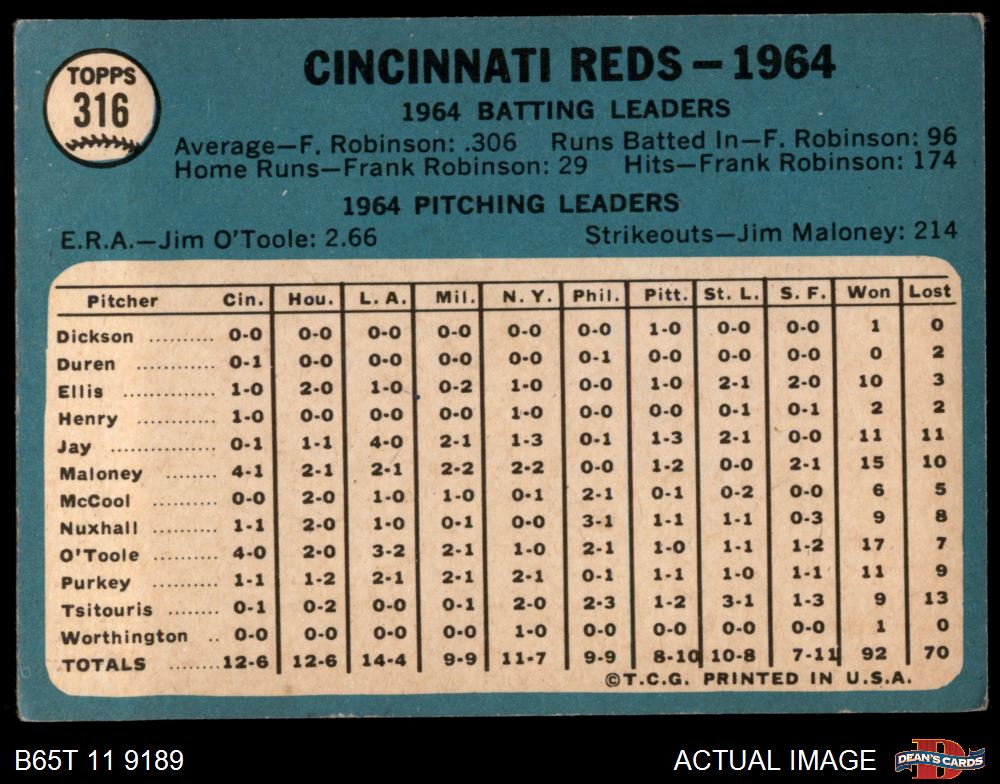 TOPPS
316
CINCINNATI REDS—1964
1964 BATTING LEADERS
Average—F. Robinson: .306 Runs Batted In—F. Robinson: 96
Home Runs—Frank Robinson: 29 Hits—Frank Robinson: 174
1964 PITCHING LEADERS
E.R.A.—Jim O'Toole: 2.66 Strikeouts—Jim Maloney: 214
Pitcher Cin. Hou. L. A. Mil. N. Y. Phil. Pitt. St. L. S. F. Won Lost
Dickson .......... 0-0 0-0 0-0 0-0 0-0 0-0 1-0 0-0 0-0 1 0
Duren ............ 0-1 0-0 0-0 0-0 0-0 0-1 0-0 0-0 0-0 0 2
Ellis .............. 1-0 2-0 1-0 0-2 1-0 0-0 1-0 2-1 2-0 10 3
Henry ............ 1-0 0-0 0-0 0-0 1-0 0-0 0-0 0-1 0-1 2 2
Jay ................ 0-1 1-1 4-0 2-1 1-3 0-1 1-3 2-1 0-0 11 11
Maloney ......... 4-1 2-1 2-1 2-2 2-2 0-0 1-2 0-0 2-1 15 10
McCool .......... 0-0 2-0 1-0 1-0 0-1 2-1 0-1 0-2 0-0 6 5
Nuxhall .......... 1-1 2-0 1-0 0-1 0-0 3-1 1-1 1-1 0-3 9 8
O'Toole ......... 4-0 2-0 3-2 2-1 1-0 2-1 1-0 1-1 1-2 17 7
Purkey .......... 1-1 1-2 2-1 2-1 2-1 0-1 1-1 1-0 1-1 11 9
Tsitouris ........ 0-1 0-2 0-0 0-1 2-0 2-3 1-2 3-1 1-3 9 13
Worthington .. 0-0 0-0 0-0 0-0 1-0 0-0 0-0 0-0 0-0 1 0
TOTALS ........ 12-6 12-6 14-4 9-9 11-7 9-9 8-10 10-8 7-11 92 70
©T.C.G. PRINTED IN U.S.A.
B65T 11 9189 ACTUAL IMAGE
DEAN'S CARDS